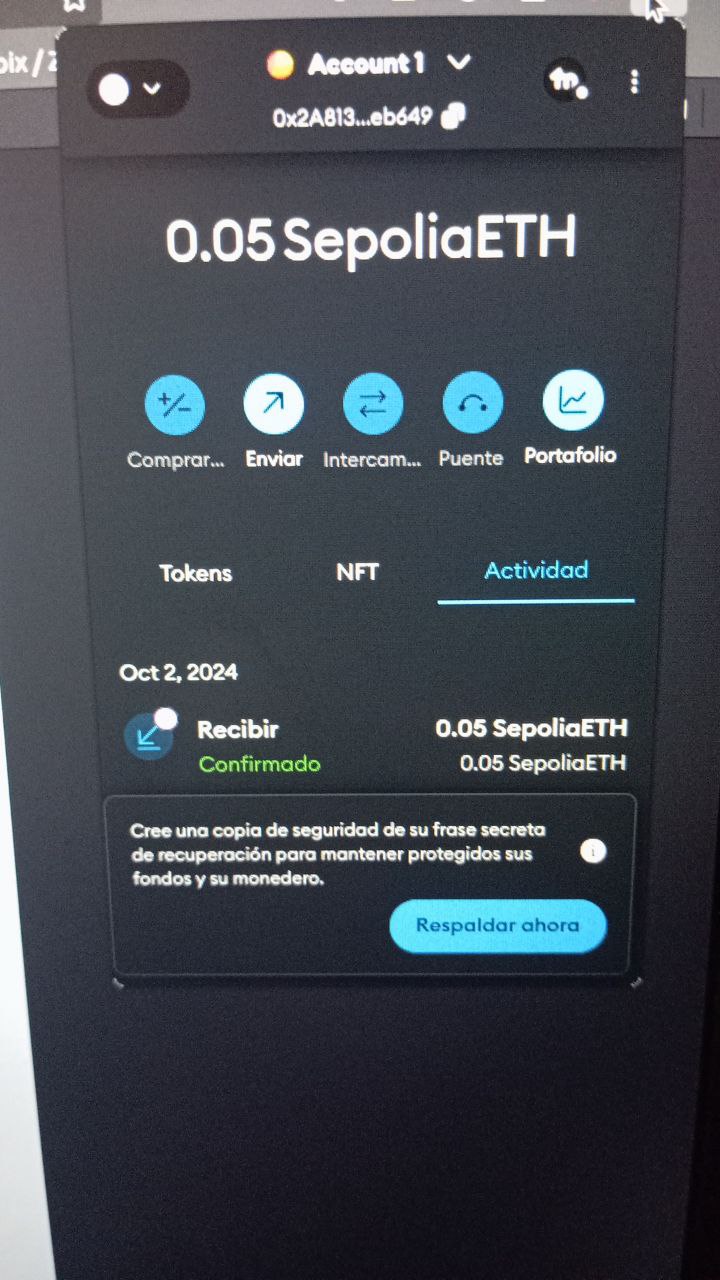 Account 1
0x2A813...eb649
0.05 SepoliaETH
Comprar...
Enviar
Intercam...
Puente
Portafolio
Tokens
NFT
Actividad
Oct 2, 2024
Recibir
0.05 SepoliaETH
Confirmado
0.05 SepoliaETH
Cree una copia de seguridad de su frase secreta
de recuperación para mantener protegidos sus
fondos y su monedero.
Respaldar ahora